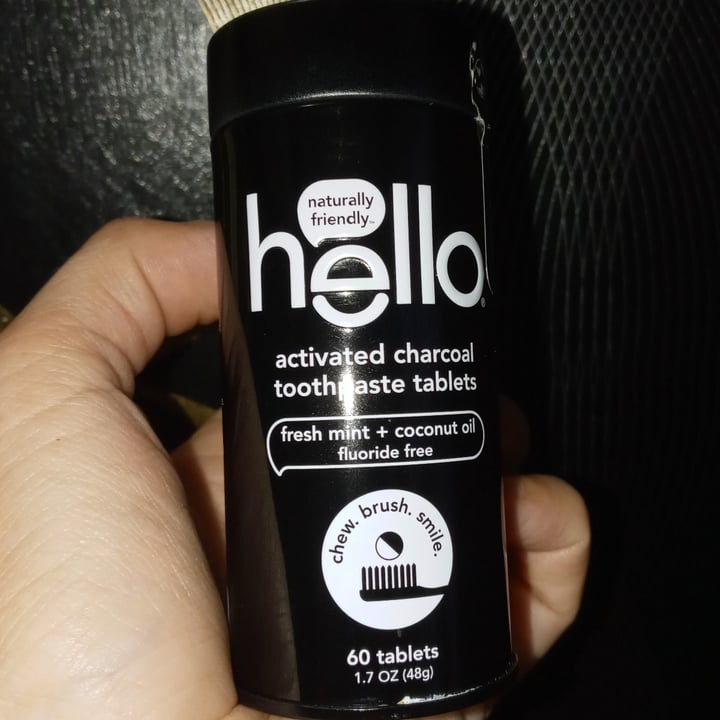 naturally
friendly™
hello®
activated charcoal
toothpaste tablets
fresh mint + coconut oil
fluoride free
chew. brush. smile.
60 tablets
1.7 OZ (48g)